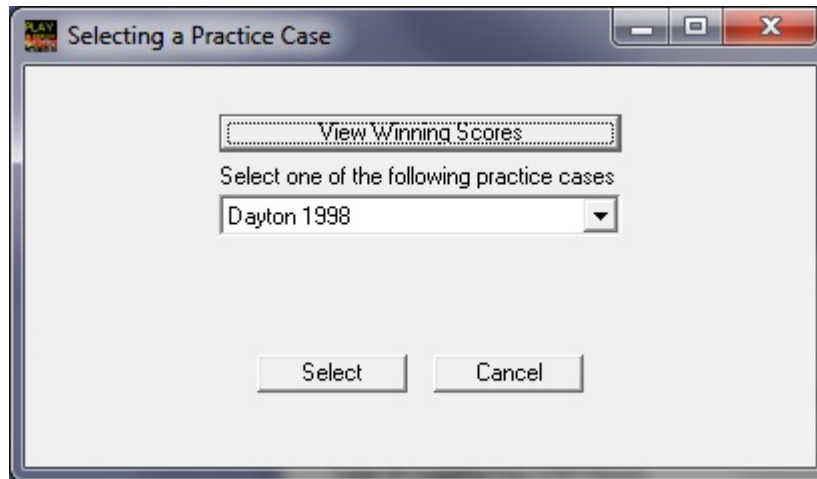 Selecting a Practice Case
View Winning Scores
Select one of the following practice cases
Dayton 1998
Select Cancel